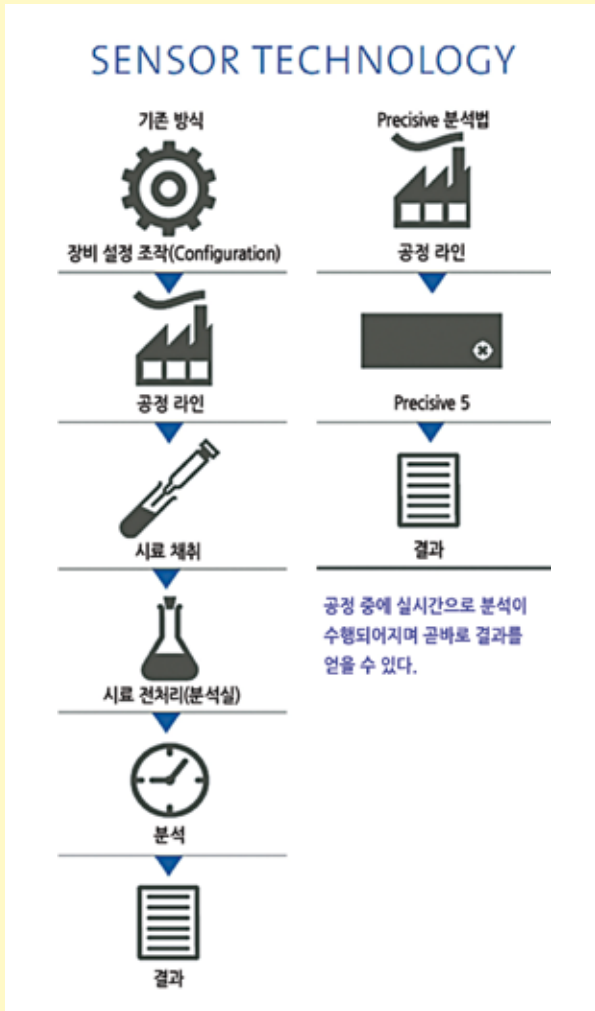 SENSOR TECHNOLOGY
기존 방식
장비 설정 조작(Configuration)
공정 라인
시료 채취
시료 전처리(분석실)
분석
결과
Precisive 분석법
공정 라인
Precisive 5
결과
공정 중에 실시간으로 분석이
수행되어지며 곧바로 결과를
얻을 수 있다.